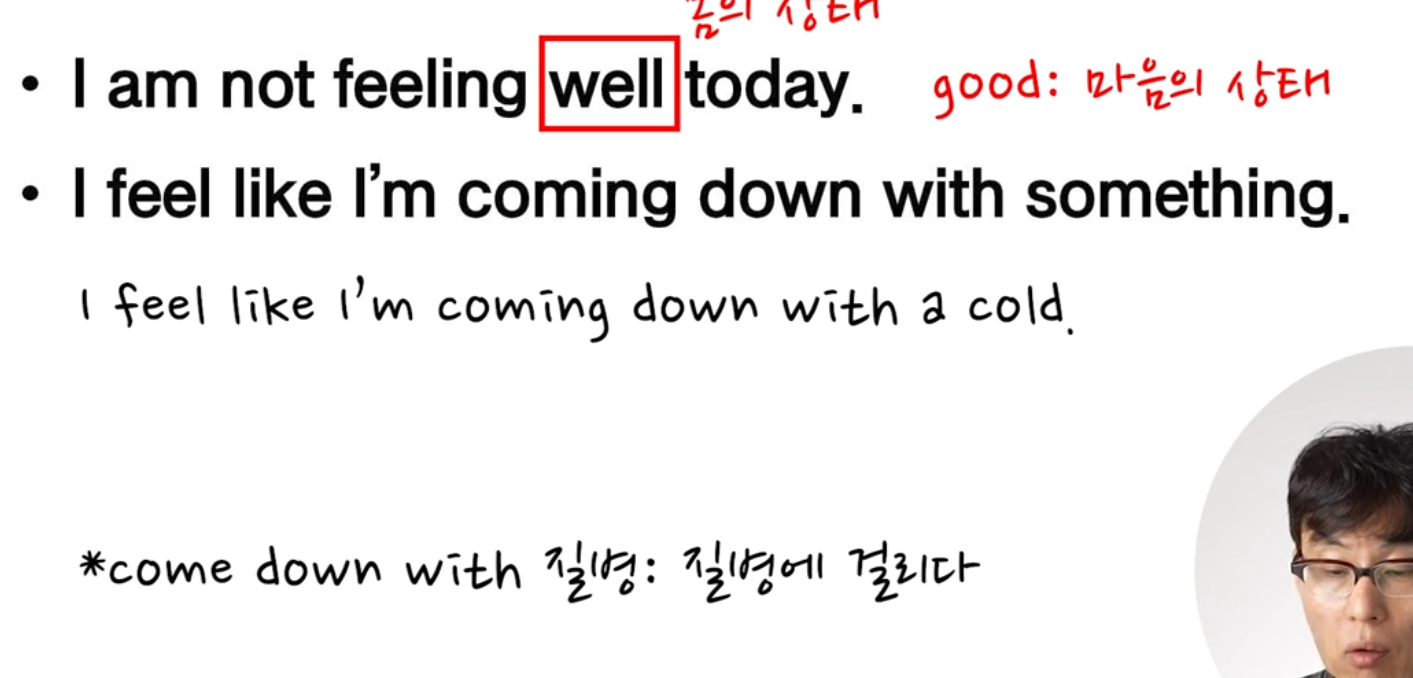 몸의 상태
• I am not feeling well today. good: 마음의 상태
• I feel like I'm coming down with something.
I feel like I'm coming down with a cold.
*come down with 질병: 질병에 걸리다